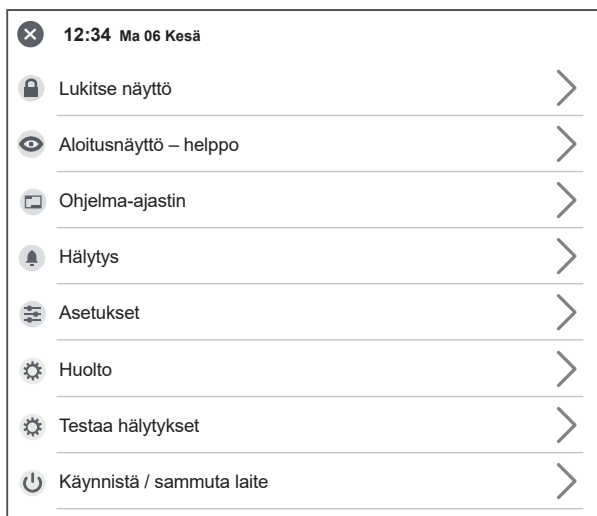 12:34 Ma 06 Kesä
Lukitse näyttö
Aloitusnäyttö – helppo
Ohjelma-ajastin
Hälytys
Asetukset
Huolto
Testaa hälytykset
Käynnistä / sammuta laite